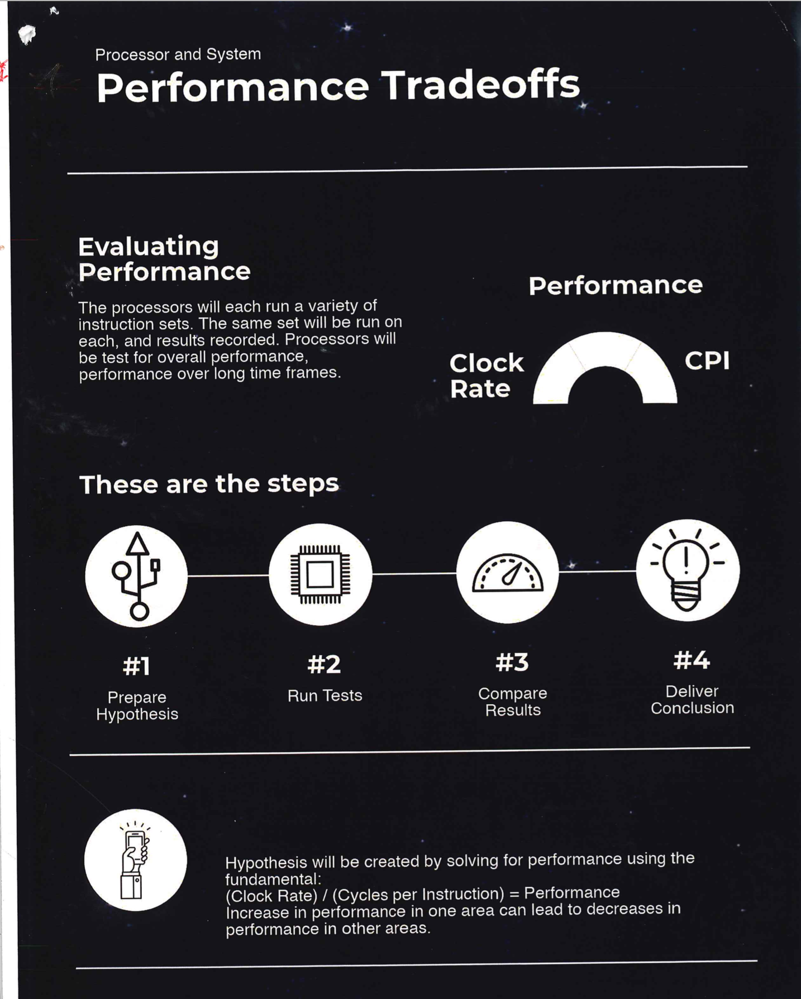 Processor and System
Performance Tradeoffs
Evaluating
Performance
The processors will each run a variety of
instruction sets. The same set will be run on
each, and results recorded. Processors will
be test for overall performance,
performance over long time frames.
Performance
Clock
Rate
CPI
These are the steps
#1
Prepare
Hypothesis
#2
Run Tests
#3
Compare
Results
#4
Deliver
Conclusion
Hypothesis will be created by solving for performance using the
fundamental:
(Clock Rate) / (Cycles per Instruction) = Performance
Increase in performance in one area can lead to decreases in
performance in other areas.